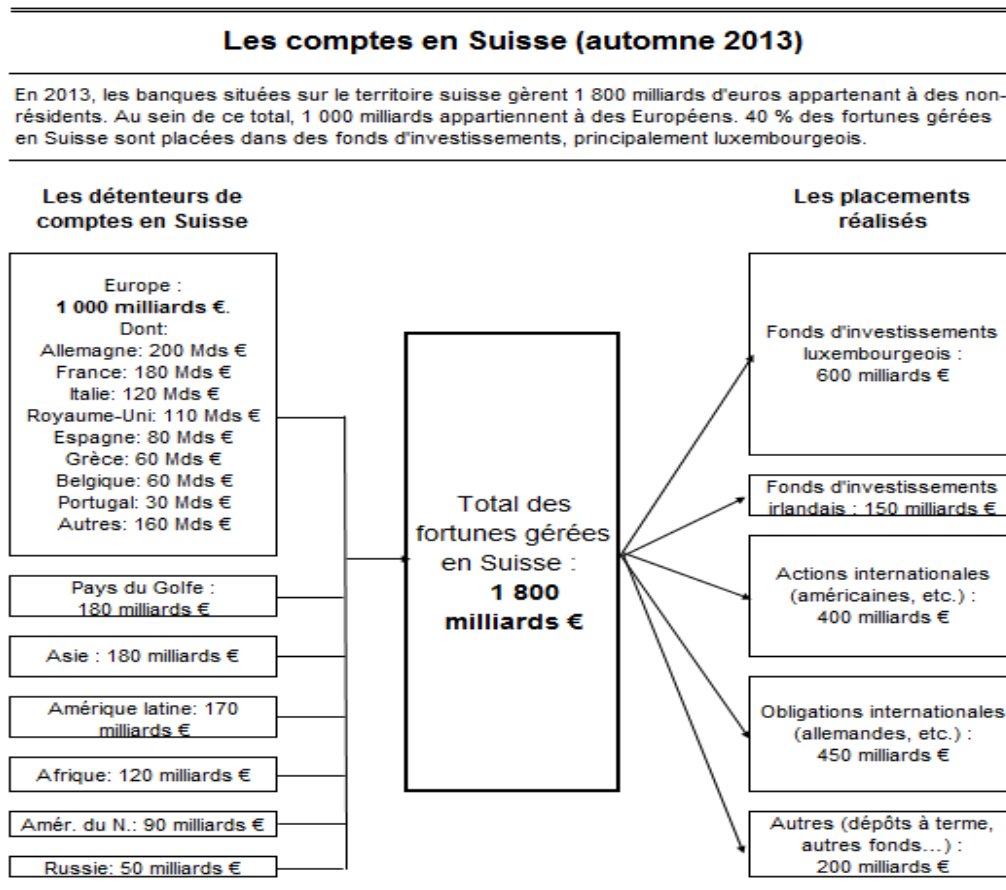 Les comptes en Suisse (automne 2013)
En 2013, les banques situées sur le territoire suisse gèrent 1 800 milliards d'euros appartenant à des non-
résidents. Au sein de ce total, 1 000 milliards appartiennent à des Européens. 40 % des fortunes gérées
en Suisse sont placées dans des fonds d'investissements, principalement luxembourgeois.
Les détenteurs de
comptes en Suisse
Europe :
1 000 milliards €.
Dont:
Allemagne: 200 Mds €
France: 180 Mds €
Italie: 120 Mds €
Royaume-Uni: 110 Mds €
Espagne: 80 Mds €
Grèce: 60 Mds €
Belgique: 60 Mds €
Portugal: 30 Mds €
Autres: 160 Mds €
Pays du Golfe :
180 milliards €
Asie : 180 milliards €
Amérique latine: 170
milliards €
Afrique: 120 milliards €
Amér. du N.: 90 milliards €
Russie: 50 milliards €
Total des
fortunes gérées
en Suisse :
1 800
milliards €
Les placements
réalisés
Fonds d'investissements
luxembourgeois :
600 milliards €
Fonds d'investissements
irlandais : 150 milliards €
Actions internationales
(américaines, etc.) :
400 milliards €
Obligations internationales
(allemandes, etc.) :
450 milliards €
Autres (dépôts à terme,
autres fonds...) :
200 milliards €